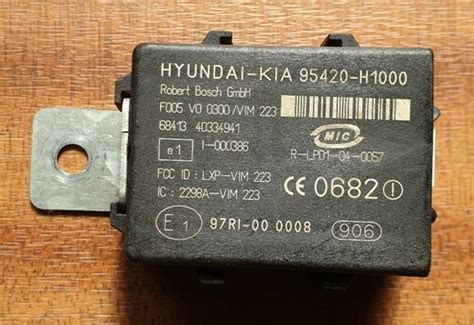 HYUNDAI-KIA 95420-H1000
Robert Bosch GmbH
F005 V0 0300/VIM 223
68413 40334941
e1 I-000386
MIC
R-LPD1-04-0057
FCC ID : LXP-VIM 223
IC : 2298A-VIM 223
CE 0682 !
E1 97RI-00 0008
906